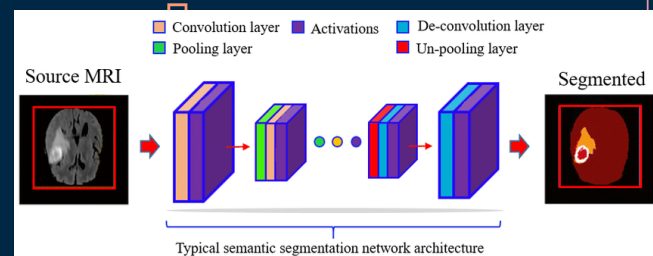 Convolution layer
Activations
De-convolution layer
Pooling layer
Un-pooling layer
Source MRI
Segmented
Typical semantic segmentation network architecture